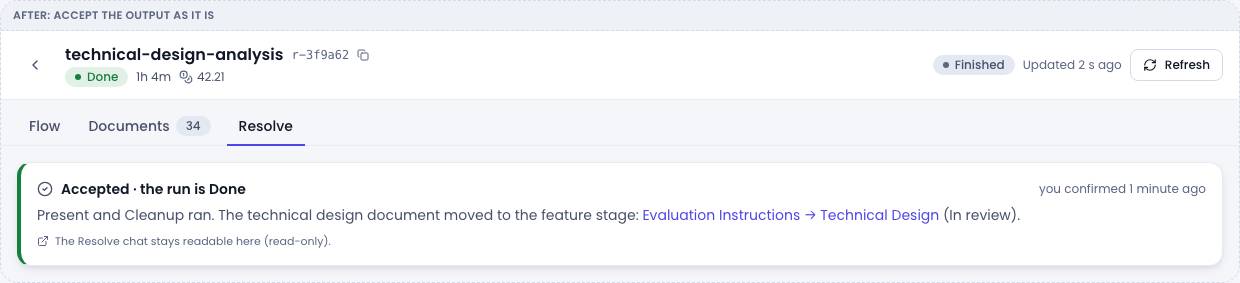 AFTER: ACCEPT THE OUTPUT AS IT IS
technical-design-analysis r-3f9a62
Done 1h 4m 42.21
Finished Updated 2 s ago Refresh
Flow Documents 34 Resolve
Accepted · the run is Done you confirmed 1 minute ago
Present and Cleanup ran. The technical design document moved to the feature stage: Evaluation Instructions → Technical Design (In review).
The Resolve chat stays readable here (read-only).